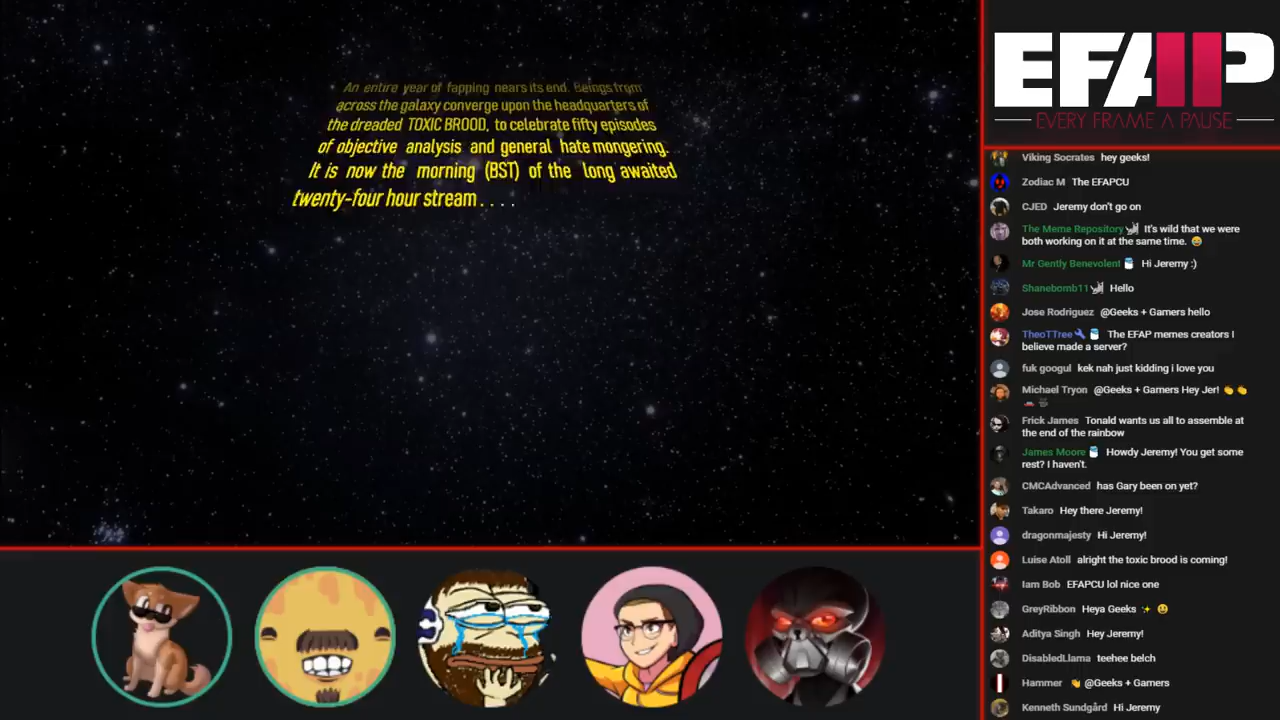 An entire year of fapping nears its end. Beings from
across the galaxy converge upon the headquarters of
the dreaded TOXIC BROOD, to celebrate fifty episodes
of objective analysis and general hate mongering.
It is now the morning (BST) of the long awaited
twenty-four hour stream . . . .
EFAP
EVERY FRAME A PAUSE
Viking Socrates hey geeks!
Zodiac M The EFAPCU
CJED Jeremy don't go on
The Meme Repository It's wild that we were
both working on it at the same time. 😅
Mr Gently Benevolent Hi Jeremy :)
Shanebomb11 Hello
Jose Rodriguez @Geeks + Gamers hello
TheoTTree The EFAP memes creators I
believe made a server?
fuk googul kek nah just kidding i love you
Michael Tryon @Geeks + Gamers Hey Jer! 👏 👏
Frick James Tonald wants us all to assemble at
the end of the rainbow
James Moore Howdy Jeremy! You get some
rest? I haven't.
CMCAdvanced has Gary been on yet?
Takaro Hey there Jeremy!
dragonmajesty Hi Jeremy!
Luise Atoll alright the toxic brood is coming!
Iam Bob EFAPCU lol nice one
GreyRibbon Heya Geeks ✨ 😃
Aditya Singh Hey Jeremy!
DisabledLlama teehee belch
Hammer 👋 @Geeks + Gamers
Kenneth Sundgård Hi Jeremy